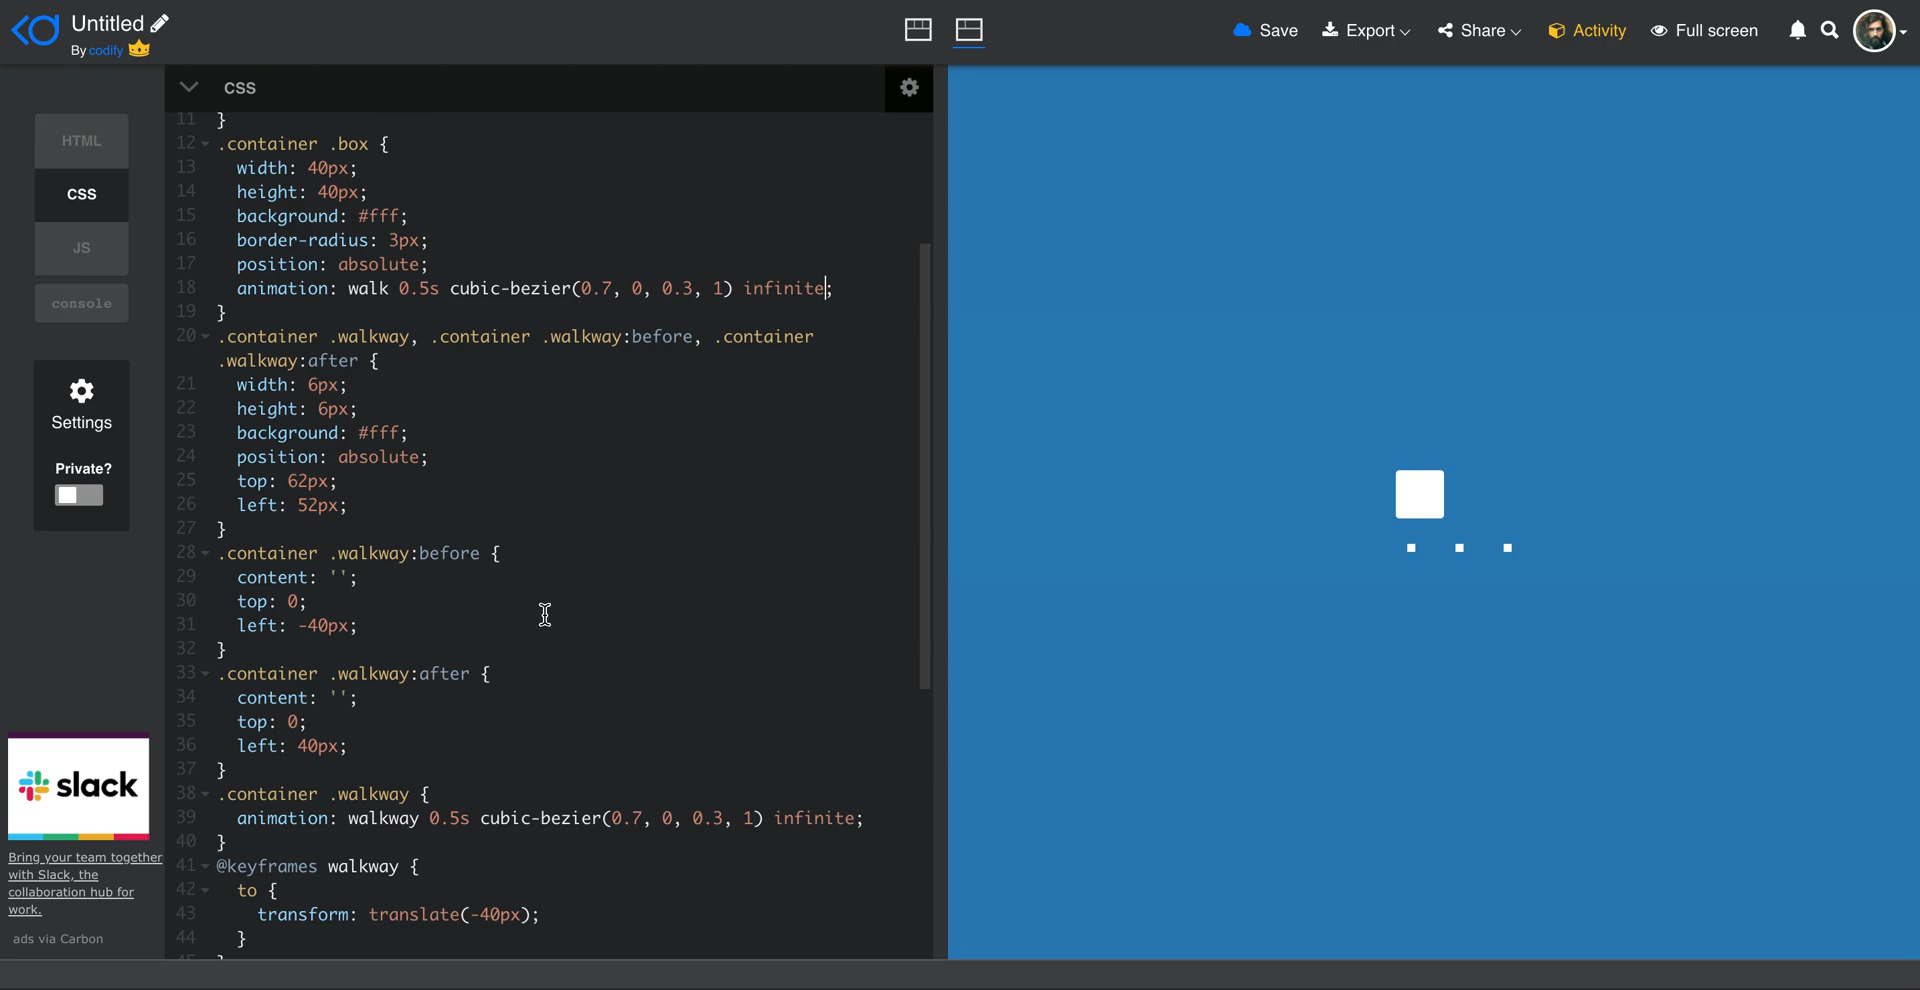 Untitled
By codify
Save
Export
Share
Activity
Full screen
HTML
CSS
JS
console
Settings
Private?
slack
Bring your team together
with Slack, the
collaboration hub for
work.
ads via Carbon
CSS
11 }
12 .container .box {
13 width: 40px;
14 height: 40px;
15 background: #fff;
16 border-radius: 3px;
17 position: absolute;
18 animation: walk 0.5s cubic-bezier(0.7, 0, 0.3, 1) infinite;
19 }
20 .container .walkway, .container .walkway:before, .container
.walkway:after {
21 width: 6px;
22 height: 6px;
23 background: #fff;
24 position: absolute;
25 top: 62px;
26 left: 52px;
27 }
28 .container .walkway:before {
29 content: '';
30 top: 0;
31 left: -40px;
32 }
33 .container .walkway:after {
34 content: '';
35 top: 0;
36 left: 40px;
37 }
38 .container .walkway {
39 animation: walkway 0.5s cubic-bezier(0.7, 0, 0.3, 1) infinite;
40 }
41 @keyframes walkway {
42 to {
43 transform: translate(-40px);
44 }